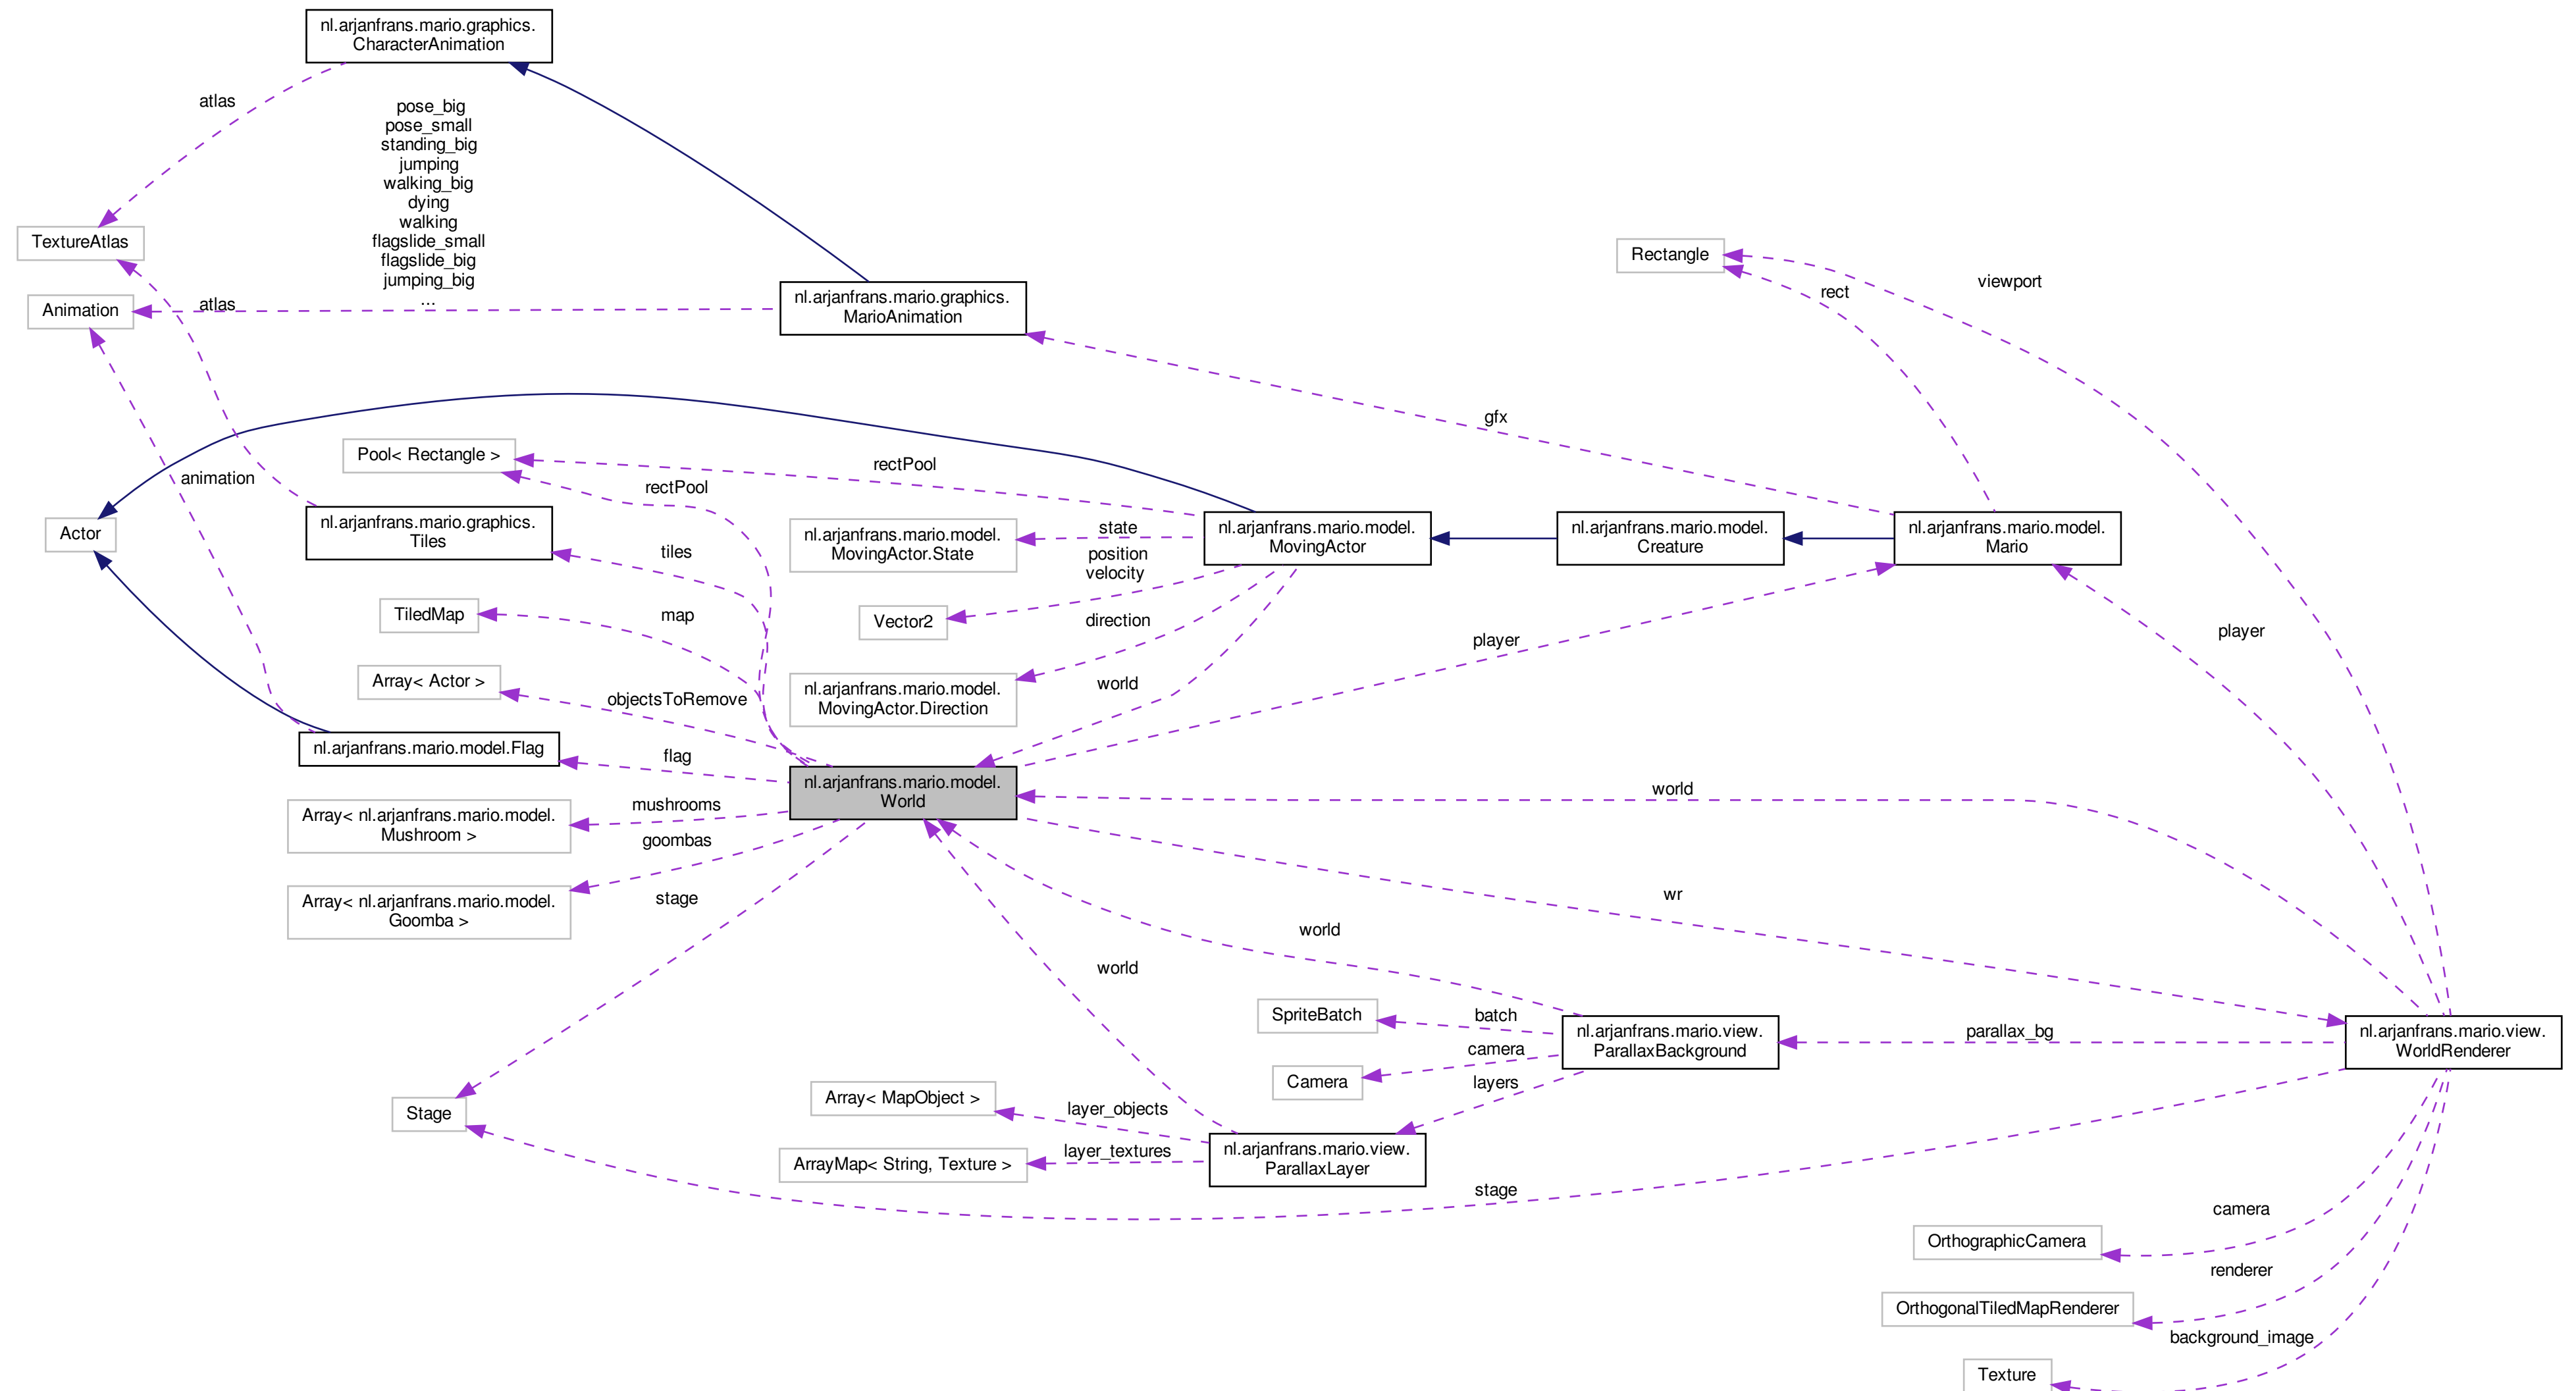 nl.arjanfrans.mario.graphics.
CharacterAnimation
atlas
pose_big
pose_small
standing_big
jumping
walking_big
dying
walking
flagslide_small
flagslide_big
jumping_big
...
TextureAtlas
Animation
atlas
nl.arjanfrans.mario.graphics.
MarioAnimation
Rectangle
viewport
rect
gfx
Pool< Rectangle >
rectPool
rectPool
animation
Actor
nl.arjanfrans.mario.graphics.
Tiles
tiles
nl.arjanfrans.mario.model.
MovingActor.State
state
position
velocity
nl.arjanfrans.mario.model.
MovingActor
nl.arjanfrans.mario.model.
Creature
nl.arjanfrans.mario.model.
Mario
TiledMap
map
Vector2
direction
player
player
Array< Actor >
objectsToRemove
nl.arjanfrans.mario.model.
MovingActor.Direction
world
nl.arjanfrans.mario.model.Flag
flag
nl.arjanfrans.mario.model.
World
world
Array< nl.arjanfrans.mario.model.
Mushroom >
mushrooms
goombas
Array< nl.arjanfrans.mario.model.
Goomba >
stage
wr
world
world
SpriteBatch
batch
nl.arjanfrans.mario.view.
ParallaxBackground
parallax_bg
nl.arjanfrans.mario.view.
WorldRenderer
camera
Camera
layers
Stage
Array< MapObject >
layer_objects
ArrayMap< String, Texture >
layer_textures
nl.arjanfrans.mario.view.
ParallaxLayer
stage
camera
OrthographicCamera
renderer
OrthogonalTiledMapRenderer
background_image
Texture